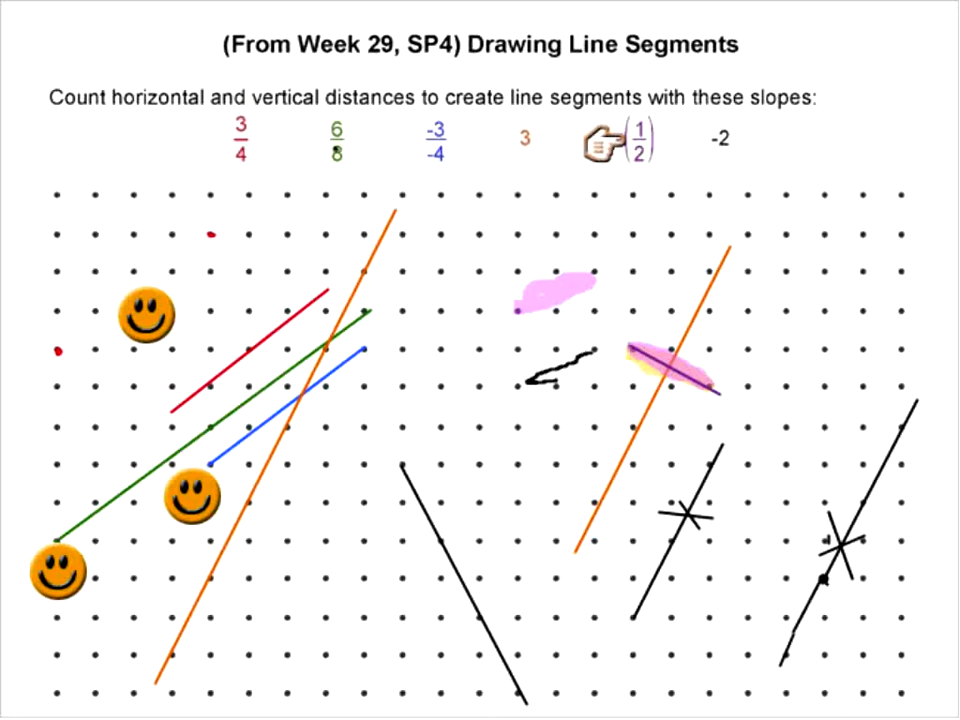 (From Week 29, SP4) Drawing Line Segments
Count horizontal and vertical distances to create line segments with these slopes:
3/4 6/8 -3/-4 3 (1/2) -2